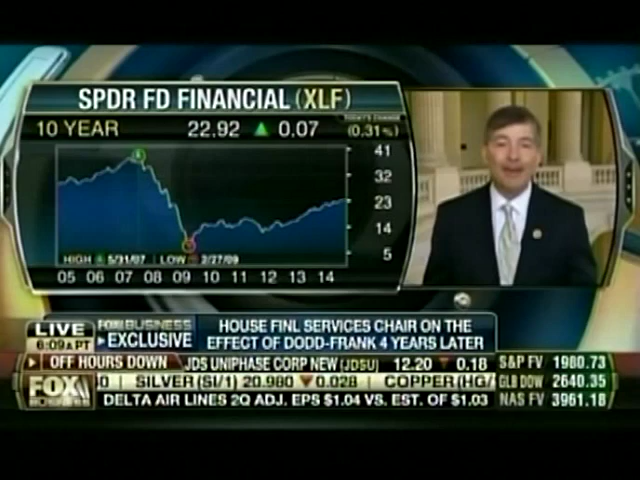 SPDR FD FINANCIAL (XLF)
10 YEAR 22.92 ▲ 0.07
TODAY'S CHANGE
(0.31%)
41
32
23
14
5
HIGH 5/31/07 LOW 2/27/09
05 06 07 08 09 10 11 12 13 14
LIVE
6:09 A PT
FOX BUSINESS
EXCLUSIVE
HOUSE FINL SERVICES CHAIR ON THE
EFFECT OF DODD-FRANK 4 YEARS LATER
OFF HOURS DOWN JDS UNIPHASE CORP NEW (JDSU) 12.20 ▼ 0.18
S&P FV 1980.73
FOX
SILVER (SI/1) 20.980 ▼0.028 COPPER (HG/
GLB DOW 2640.35
DELTA AIR LINES 2Q ADJ. EPS $1.04 VS. EST. OF $1.03
NAS FV 3961.18